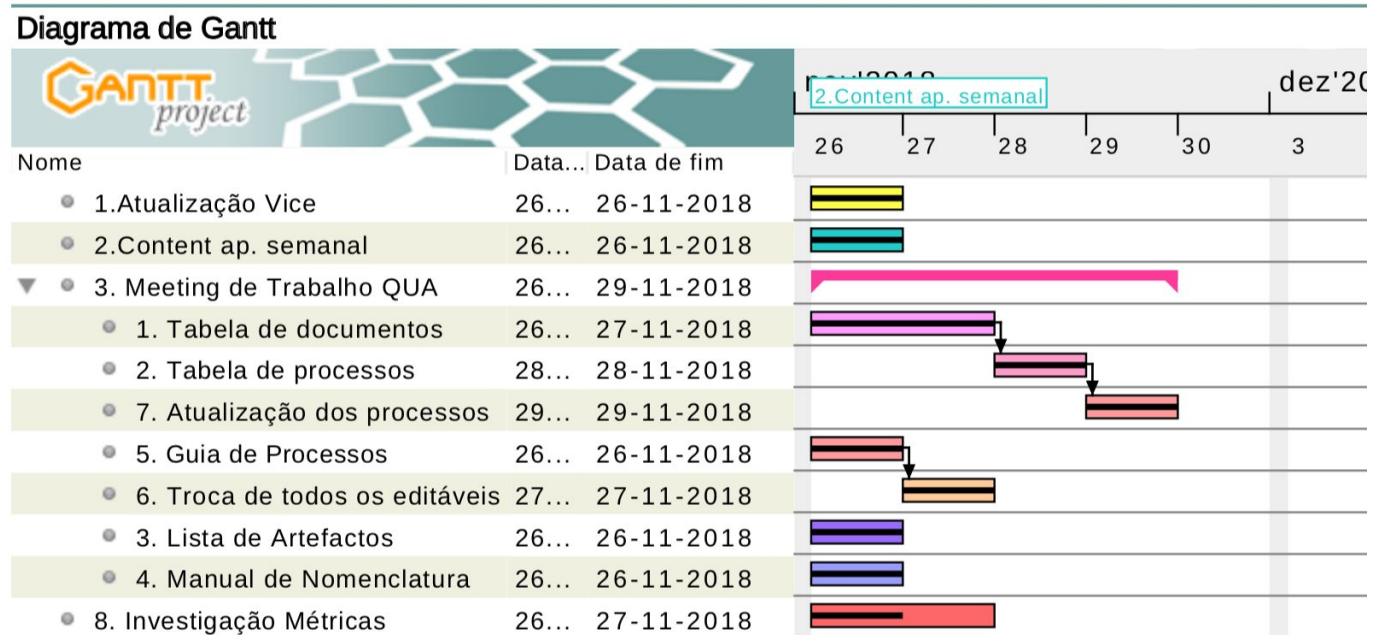 Diagrama de Gantt
GANTT
project
2.Content ap. semanal
dez'20
26 27 28 29 30 3
Nome Data... Data de fim
1.Atualização Vice 26... 26-11-2018
2.Content ap. semanal 26... 26-11-2018
3. Meeting de Trabalho QUA 26... 29-11-2018
1. Tabela de documentos 26... 27-11-2018
2. Tabela de processos 28... 28-11-2018
7. Atualização dos processos 29... 29-11-2018
5. Guia de Processos 26... 26-11-2018
6. Troca de todos os editáveis 27... 27-11-2018
3. Lista de Artefactos 26... 26-11-2018
4. Manual de Nomenclatura 26... 26-11-2018
8. Investigação Métricas 26... 27-11-2018